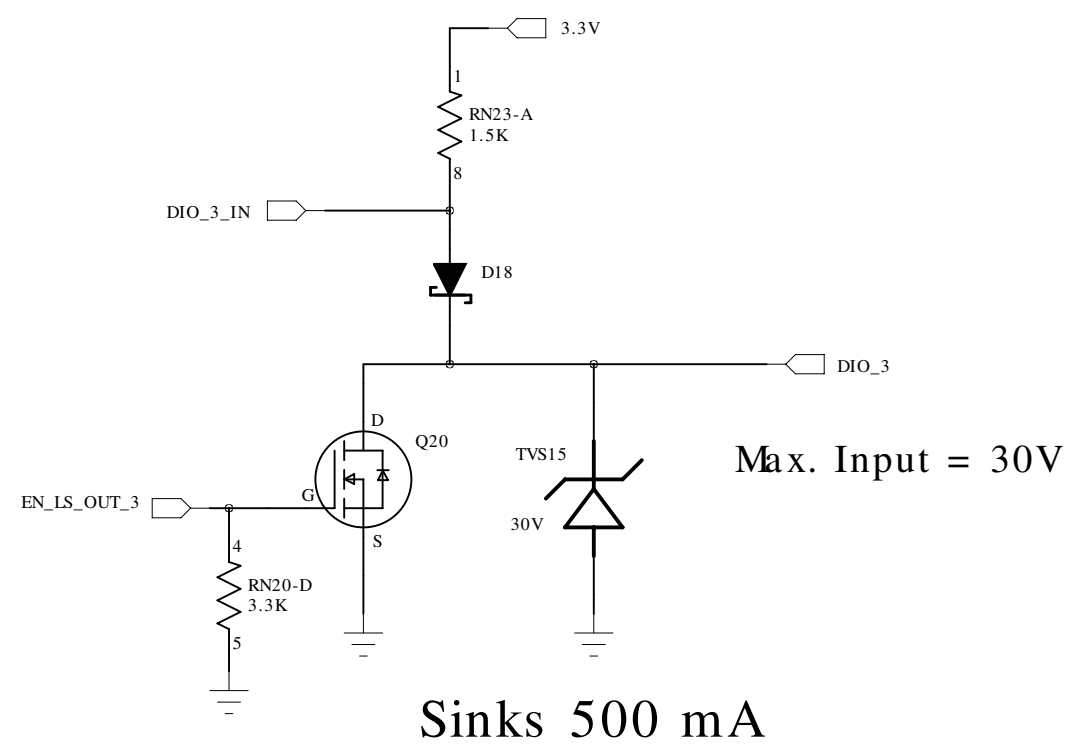 3.3V
1
RN23-A
1.5K
8
DIO_3_IN
D18
DIO_3
D
Q20
TVS15
Max. Input = 30V
EN_LS_OUT_3
G
30V
S
4
RN20-D
3.3K
5
Sinks 500 mA